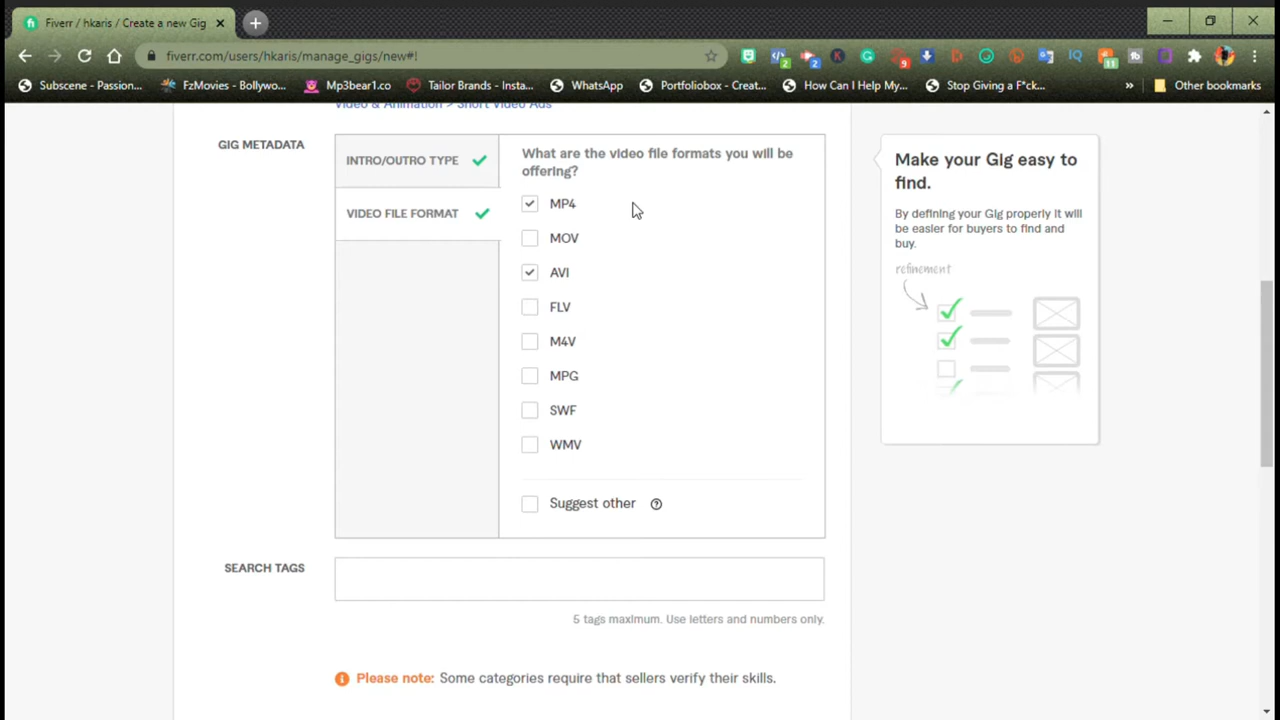 Fiverr / hkaris / Create a new Gig
fiverr.com/users/hkaris/manage_gigs/new#!
Subscene - Passion...
FzMovies - Bollywo...
Mp3bear1.co
Tailor Brands - Insta...
WhatsApp
Portfoliobox - Creat...
How Can I Help My...
Stop Giving a F*ck...
Other bookmarks
Video & Animation > Short Video Ads
GIG METADATA
INTRO/OUTRO TYPE
VIDEO FILE FORMAT
What are the video file formats you will be
offering?
MP4
MOV
AVI
FLV
M4V
MPG
SWF
WMV
Suggest other
SEARCH TAGS
5 tags maximum. Use letters and numbers only.
Please note: Some categories require that sellers verify their skills.
Make your Gig easy to
find.
By defining your Gig properly it will
be easier for buyers to find and
buy.
refinement